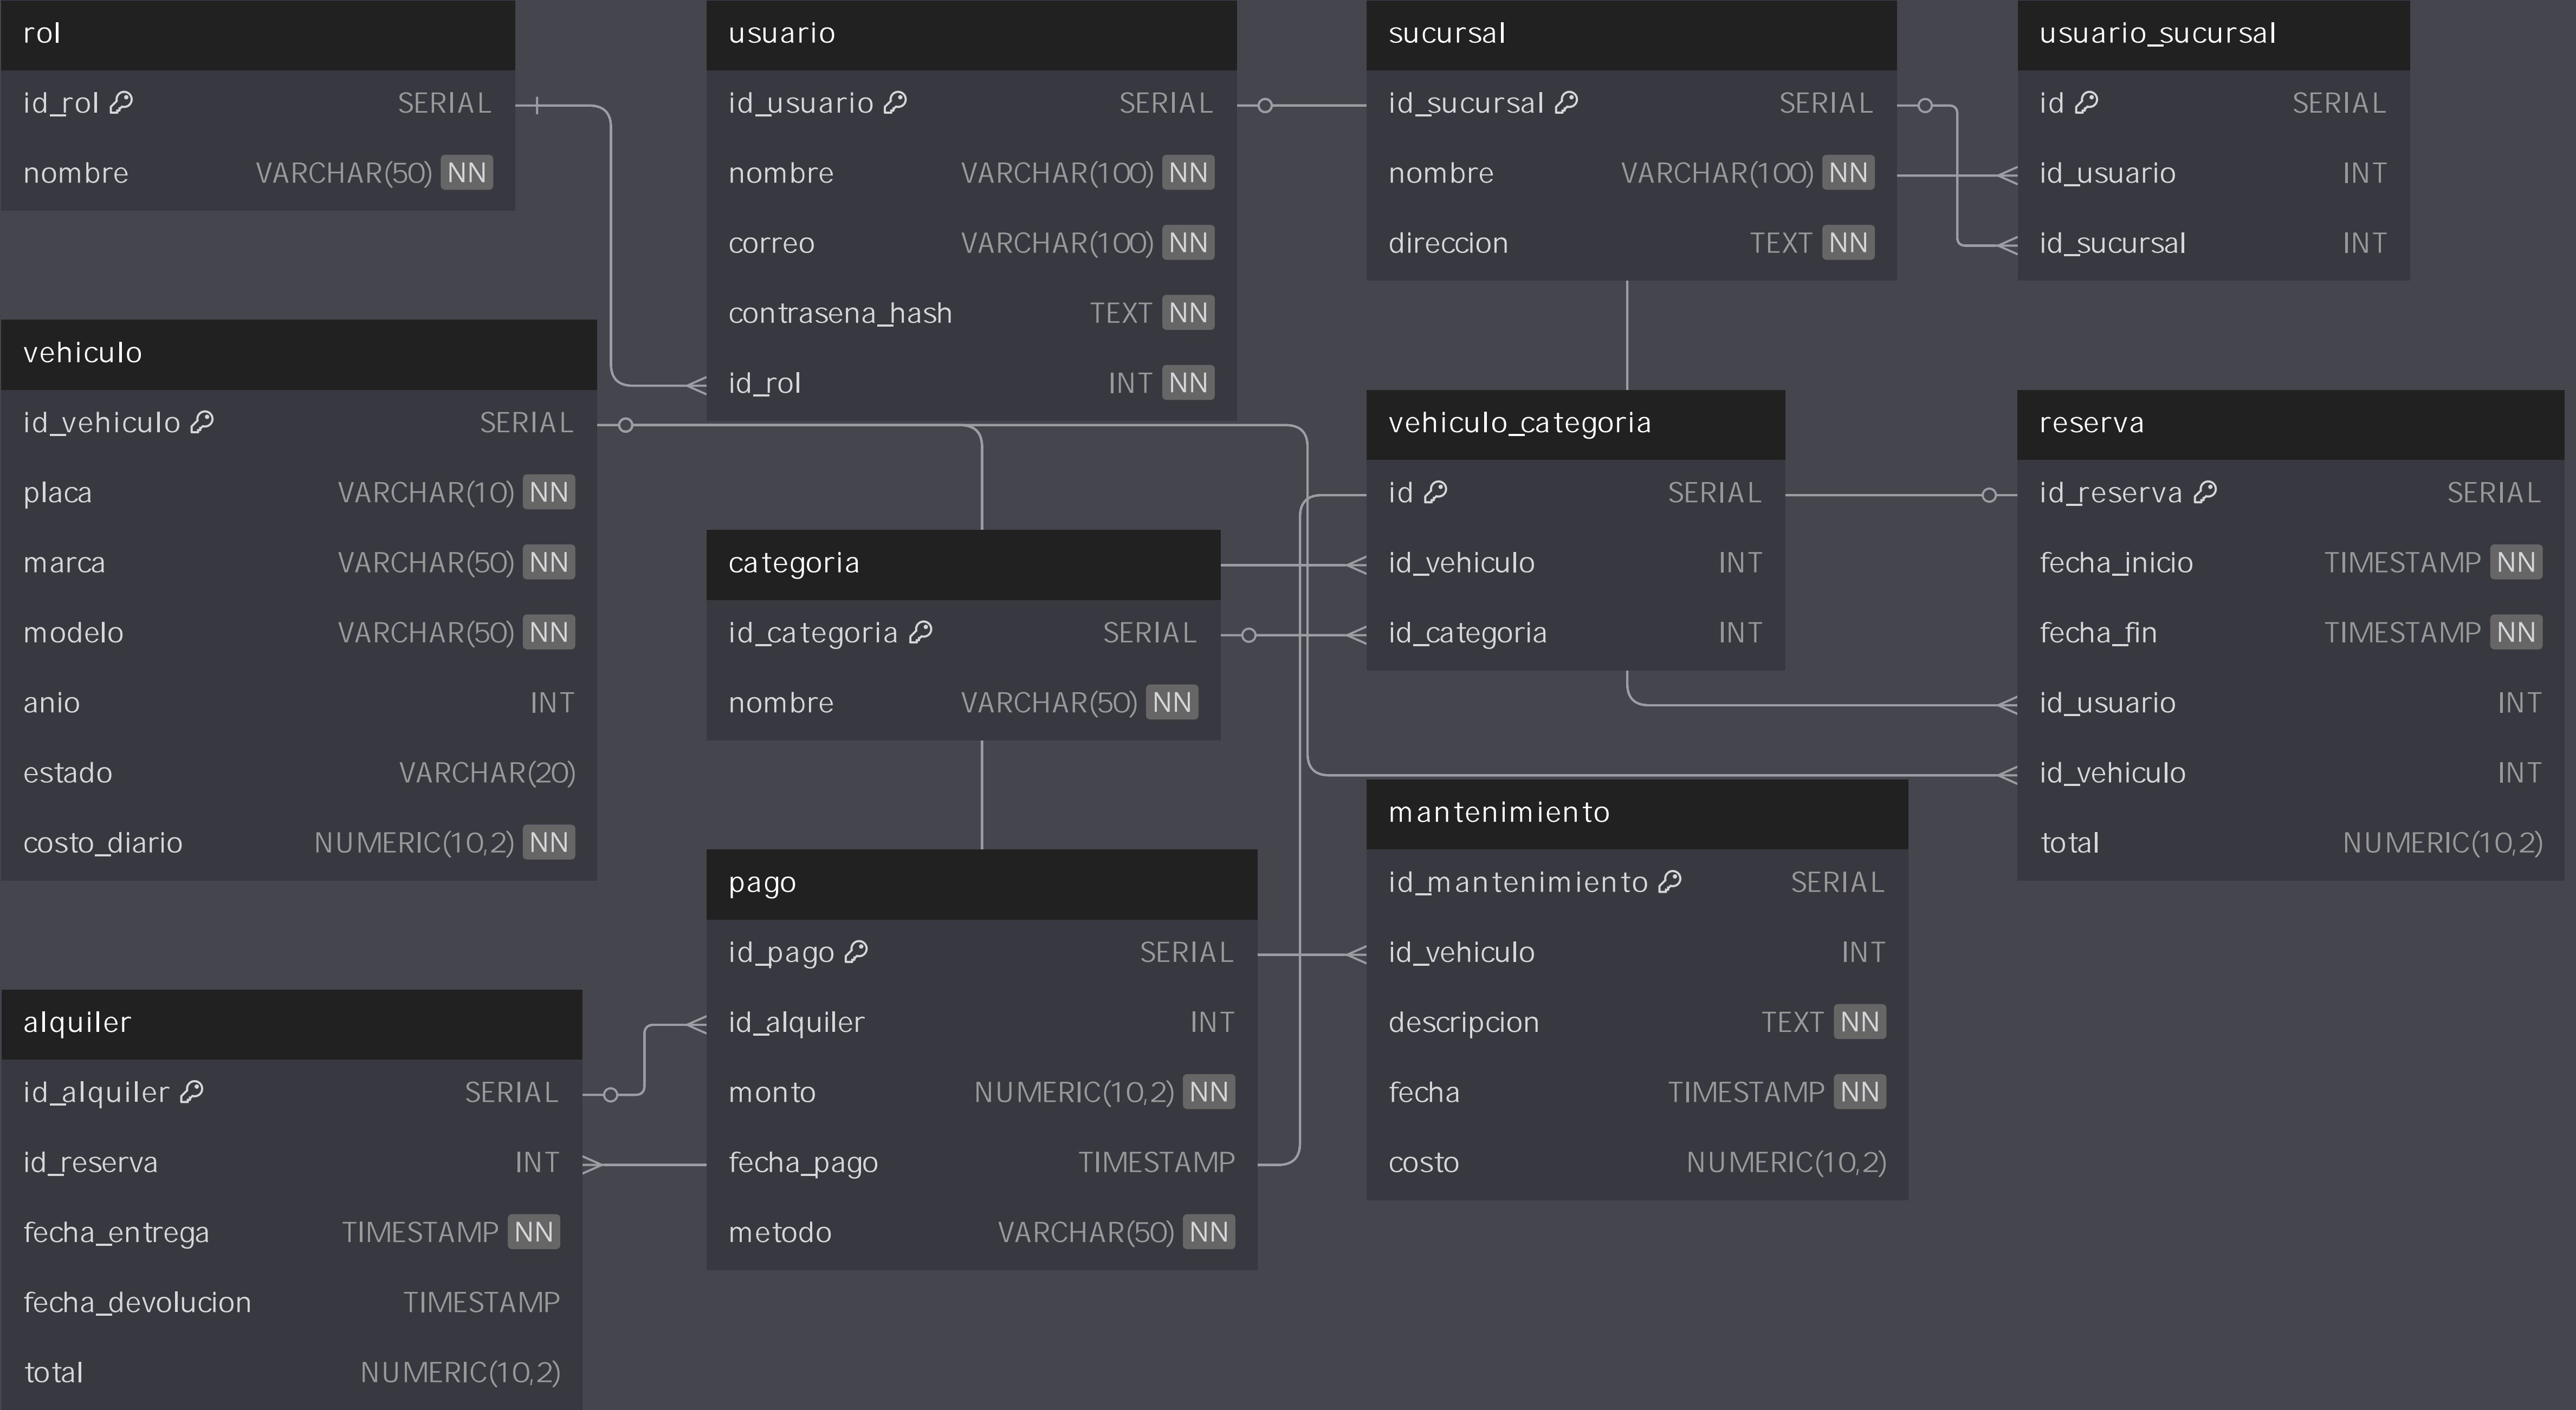 rol
id_rol SERIAL
nombre VARCHAR(50) NN
usuario
id_usuario SERIAL
nombre VARCHAR(100) NN
correo VARCHAR(100) NN
contrasena_hash TEXT NN
id_rol INT NN
sucursal
id_sucursal SERIAL
nombre VARCHAR(100) NN
direccion TEXT NN
usuario_sucursal
id SERIAL
id_usuario INT
id_sucursal INT
vehiculo
id_vehiculo SERIAL
placa VARCHAR(10) NN
marca VARCHAR(50) NN
modelo VARCHAR(50) NN
anio INT
estado VARCHAR(20)
costo_diario NUMERIC(10,2) NN
categoria
id_categoria SERIAL
nombre VARCHAR(50) NN
vehiculo_categoria
id SERIAL
id_vehiculo INT
id_categoria INT
reserva
id_reserva SERIAL
fecha_inicio TIMESTAMP NN
fecha_fin TIMESTAMP NN
id_usuario INT
id_vehiculo INT
total NUMERIC(10,2)
alquiler
id_alquiler SERIAL
id_reserva INT
fecha_entrega TIMESTAMP NN
fecha_devolucion TIMESTAMP
total NUMERIC(10,2)
pago
id_pago SERIAL
id_alquiler INT
monto NUMERIC(10,2) NN
fecha_pago TIMESTAMP
metodo VARCHAR(50) NN
mantenimiento
id_mantenimiento SERIAL
id_vehiculo INT
descripcion TEXT NN
fecha TIMESTAMP NN
costo NUMERIC(10,2)